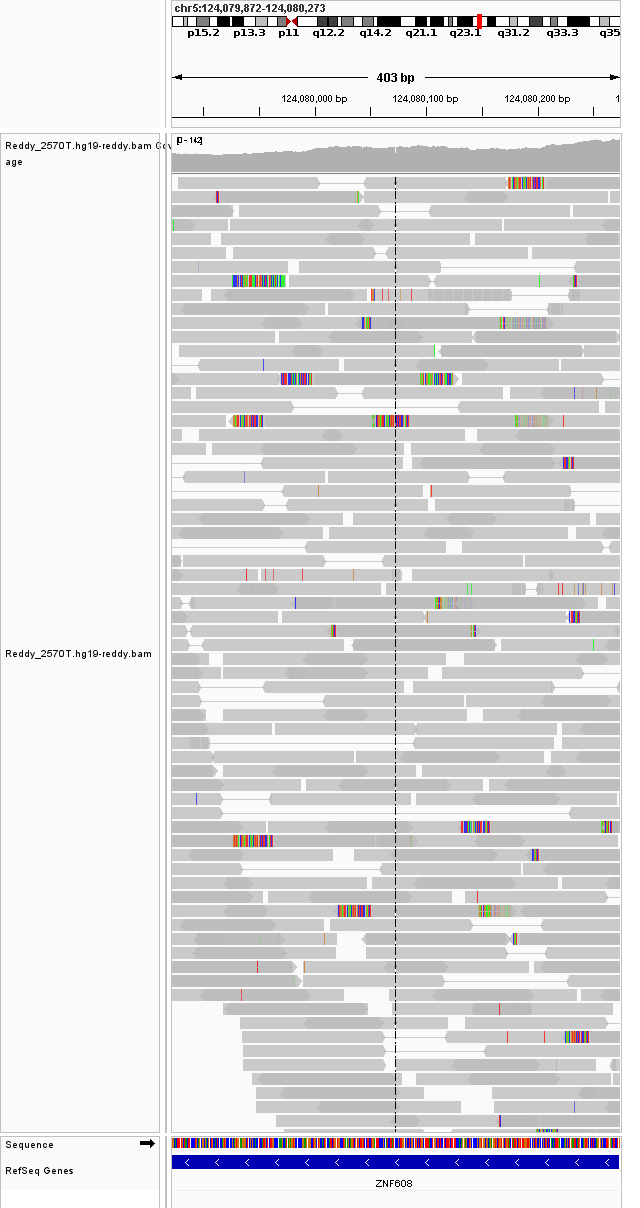 chr5:124,079,872-124,080,273
p15.2 p13.3 p11 q12.2 q14.2 q21.1 q23.1 q31.2 q33.3 q35
403 bp
124,080,000 bp 124,080,100 bp 124,080,200 bp 1
Reddy_2570T.hg19-reddy.bam Co
age
[0 - 142]
Reddy_2570T.hg19-reddy.bam
Sequence
RefSeq Genes
ZNF608